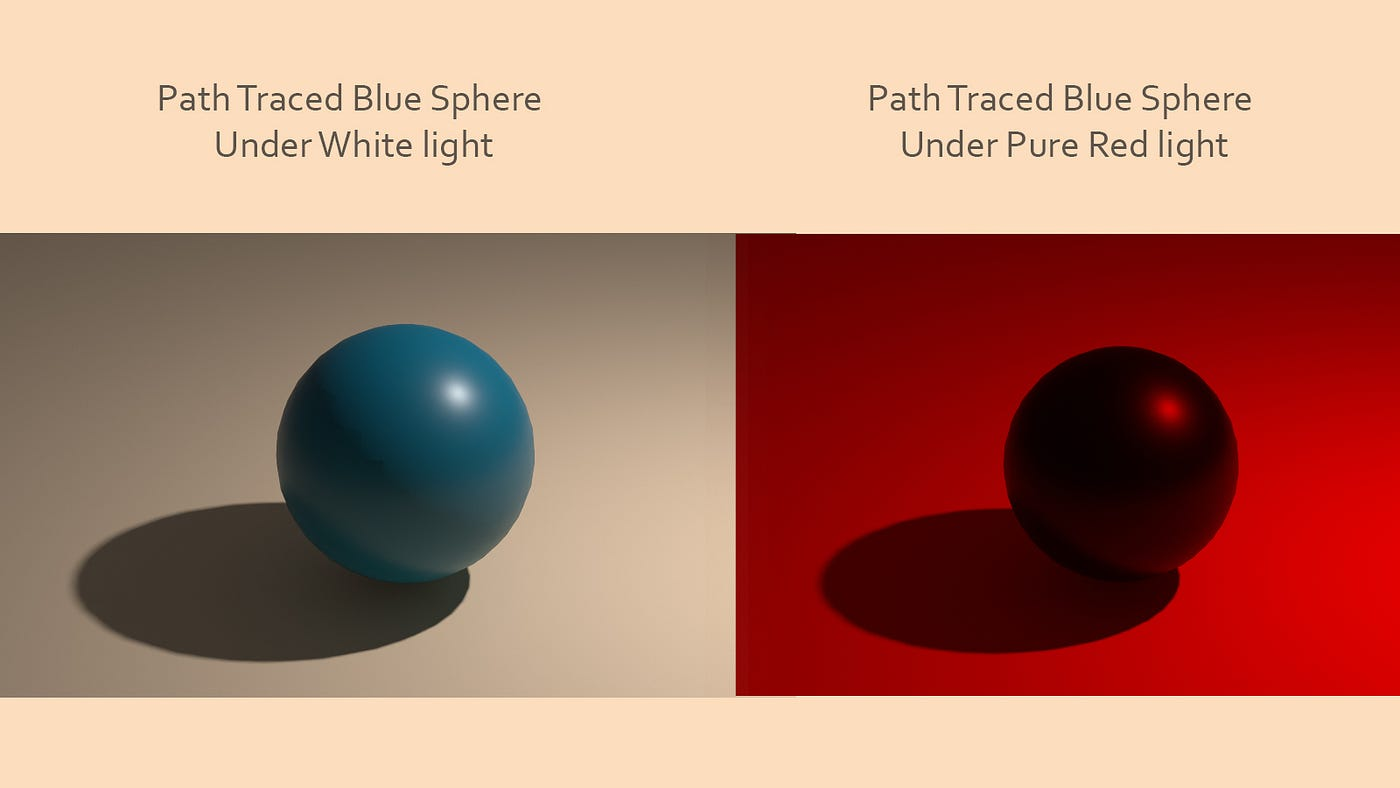 Path Traced Blue Sphere
Under White light
Path Traced Blue Sphere
Under Pure Red light